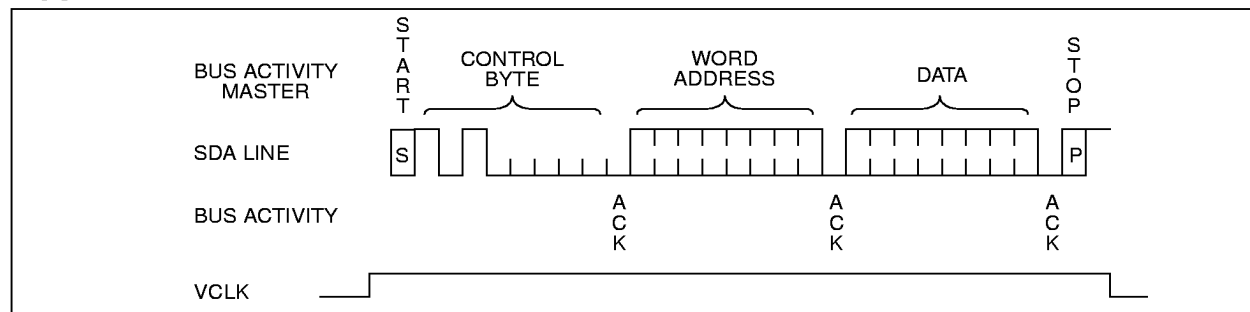 START
CONTROL
BYTE
WORD
ADDRESS
DATA
STOP
BUS ACTIVITY
MASTER
SDA LINE
S
P
BUS ACTIVITY
ACK
ACK
ACK
VCLK